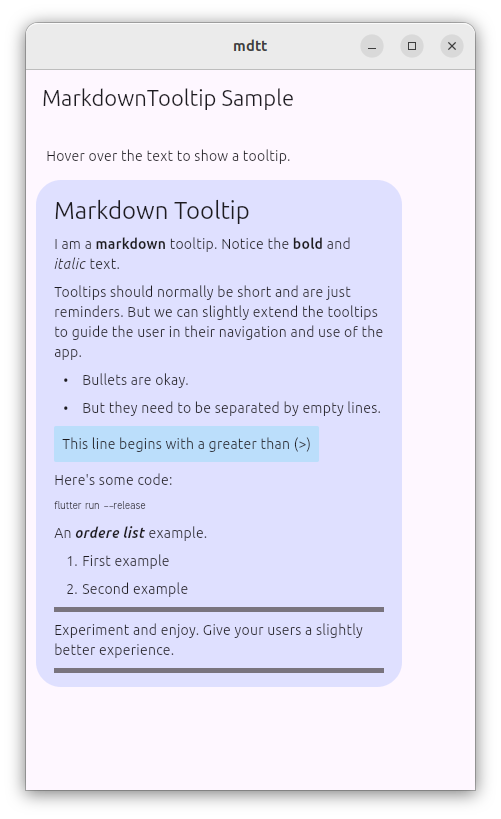 mdtt
MarkdownTooltip Sample
Hover over the text to show a tooltip.
Markdown Tooltip
I am a markdown tooltip. Notice the bold and
italic text.
Tooltips should normally be short and are just
reminders. But we can slightly extend the tooltips
to guide the user in their navigation and use of the
app.
• Bullets are okay.
• But they need to be separated by empty lines.
This line begins with a greater than (>)
Here's some code:
flutter run --release
An ordere list example.
1. First example
2. Second example
Experiment and enjoy. Give your users a slightly
better experience.